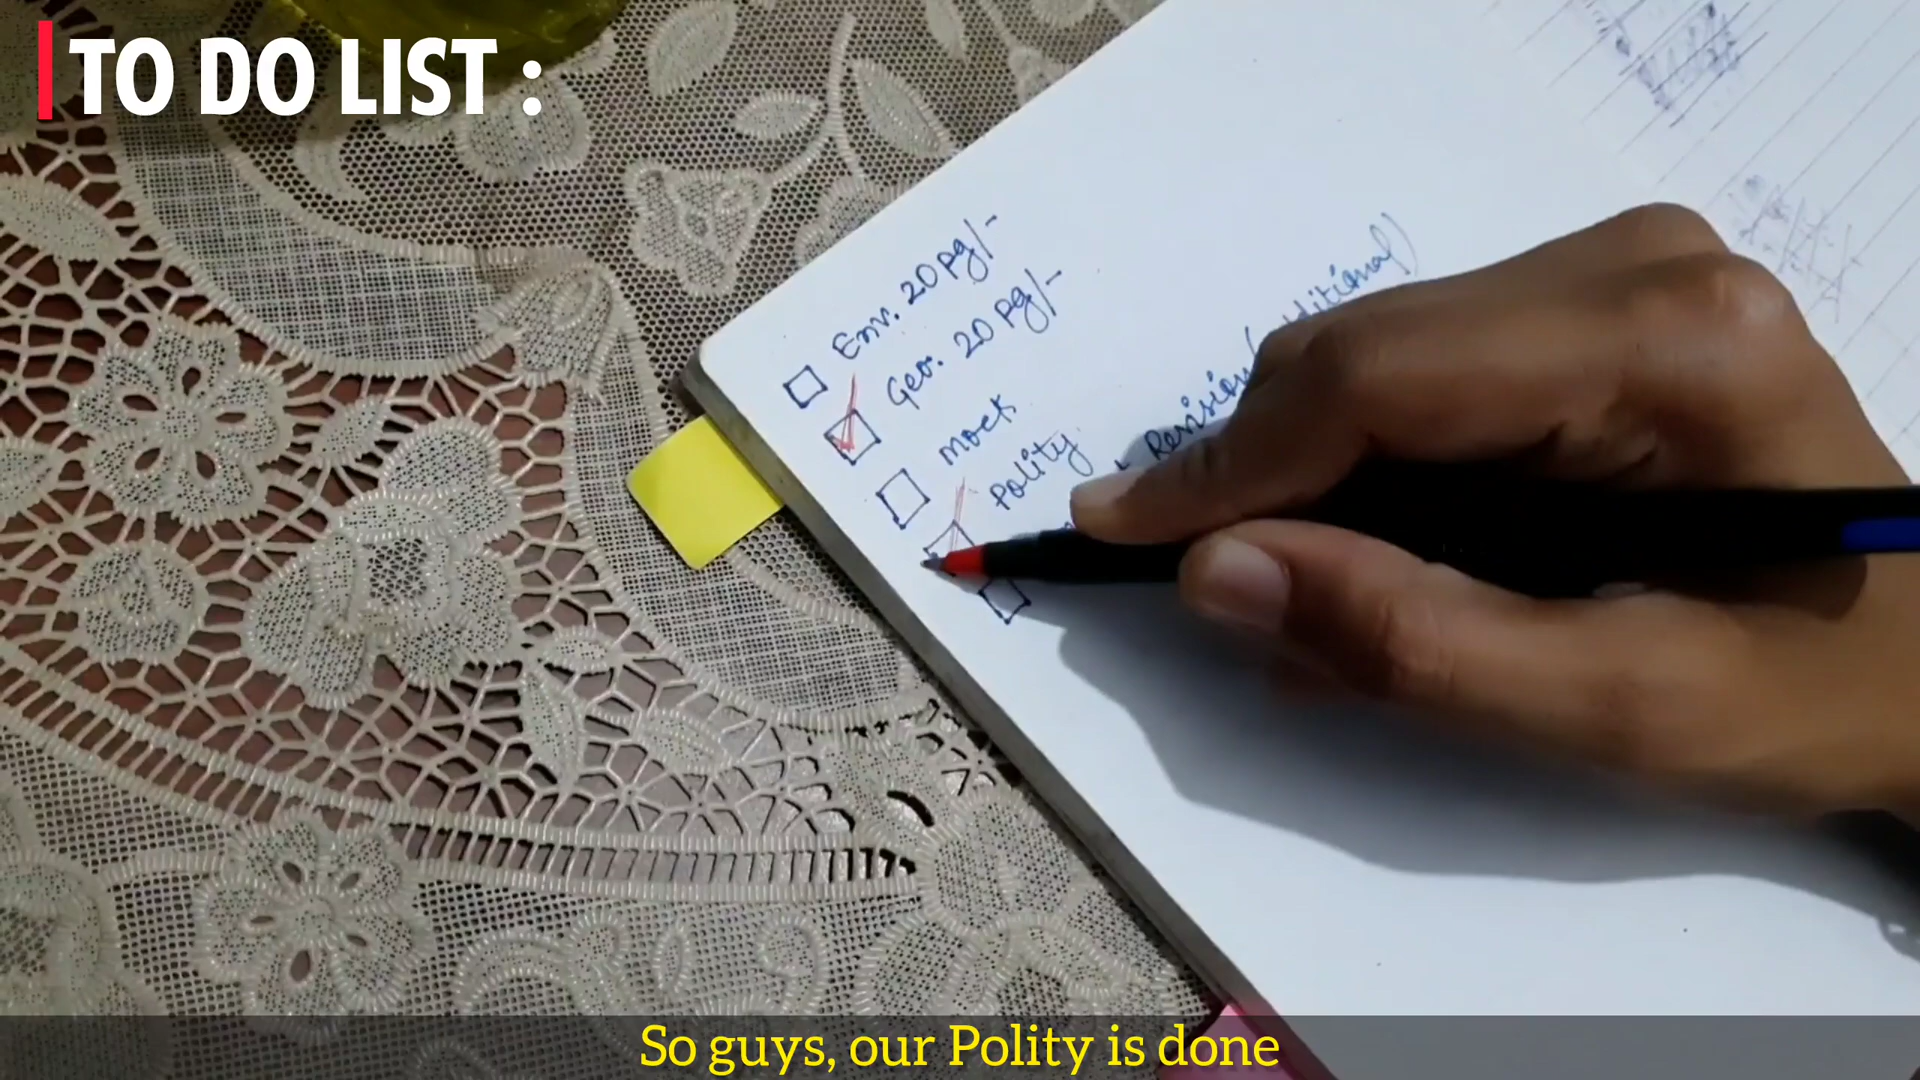 TO DO LIST :
Env. 20 pg/-
Geo. 20 pg/-
mock
Polity
Revision
So guys, our Polity is done